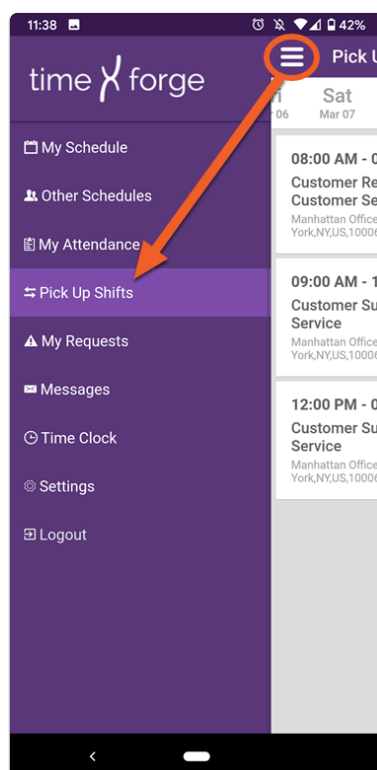 11:38
42%
time forge
Pick U
Sat
06
Mar 07
My Schedule
Other Schedules
My Attendance
Pick Up Shifts
My Requests
Messages
Time Clock
Settings
Logout
08:00 AM - 0
Customer Re
Customer Se
Manhattan Office
York,NY,US,10006
09:00 AM - 1
Customer Su
Service
Manhattan Office
York,NY,US,10006
12:00 PM - 0
Customer Su
Service
Manhattan Office
York,NY,US,10006